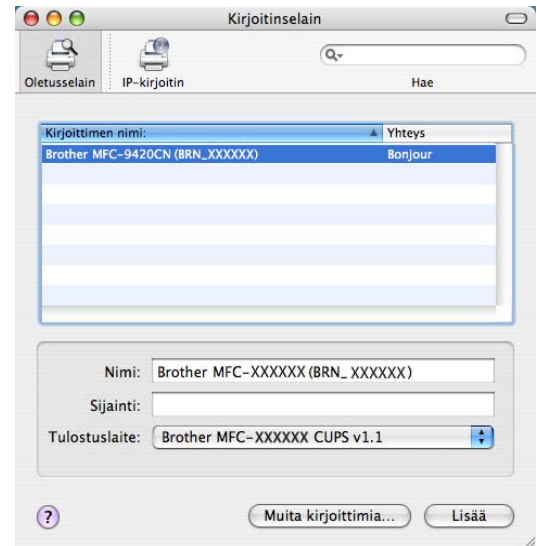 Kirjoitinselain
Oletusselain IP-kirjoitin Hae
Kirjoittimen nimi: Yhteys
Brother MFC-9420CN (BRN_XXXXXX) Bonjour
Nimi: Brother MFC-XXXXXX (BRN_ XXXXXX)
Sijainti:
Tulostuslaite: Brother MFC-XXXXXX CUPS v1.1
? Muita kirjoittimia... Lisää